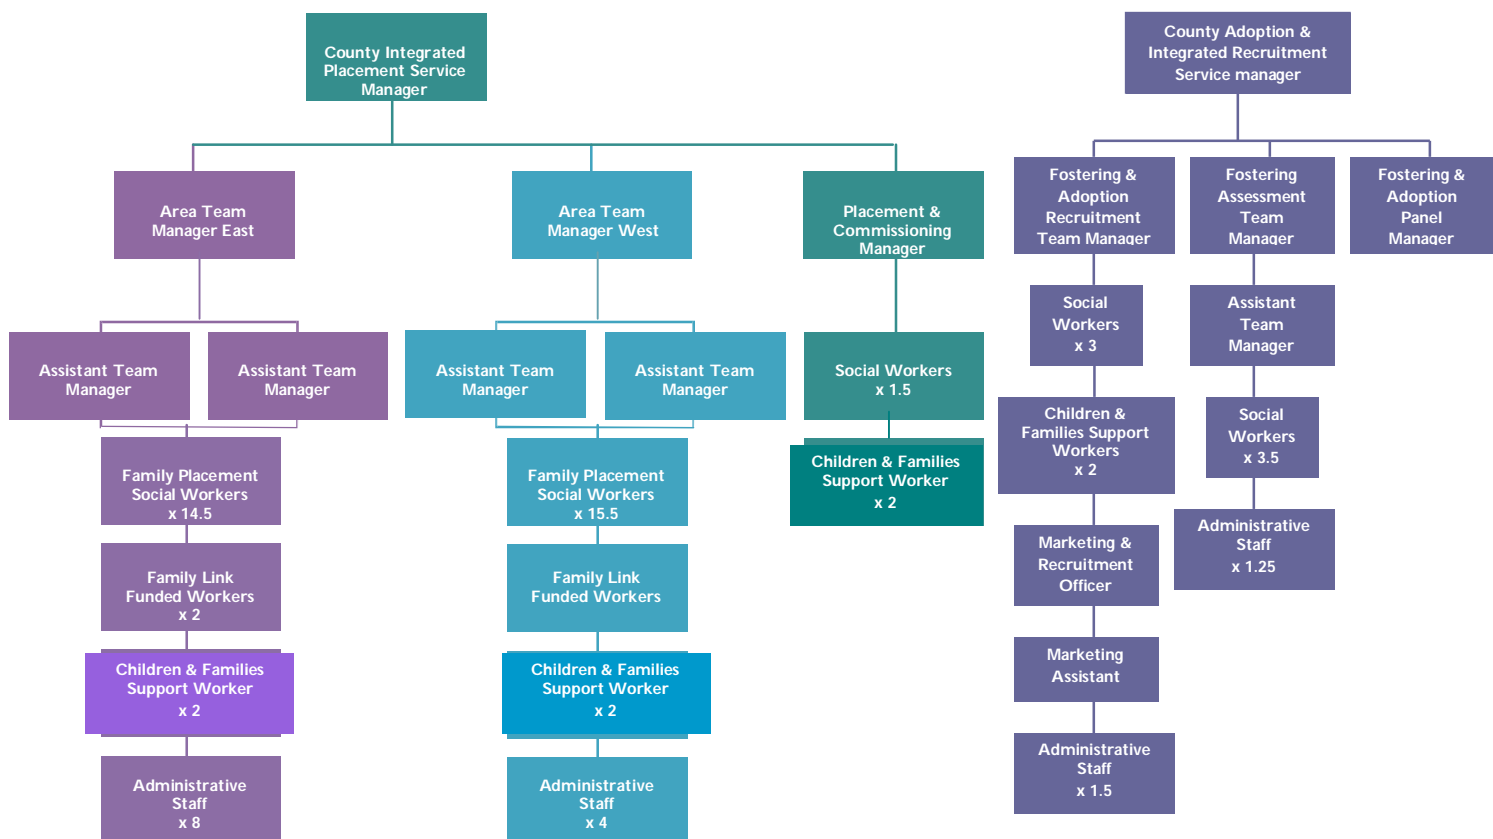 County Integrated
Placement Service
Manager
County Adoption &
Integrated Recruitment
Service manager
Area Team
Manager East
Area Team
Manager West
Placement &
Commissioning
Manager
Fostering &
Adoption
Recruitment
Team Manager
Fostering
Assessment
Team
Manager
Fostering &
Adoption
Panel
Manager
Assistant Team
Manager
Assistant Team
Manager
Assistant Team
Manager
Assistant Team
Manager
Social Workers
x 1.5
Social
Workers
x 3
Assistant
Team
Manager
Family Placement
Social Workers
x 14.5
Family Placement
Social Workers
x 15.5
Children & Families
Support Worker
x 2
Children &
Families Support
Workers
x 2
Social
Workers
x 3.5
Family Link
Funded Workers
x 2
Family Link
Funded Workers
Marketing &
Recruitment
Officer
Administrative
Staff
x 1.25
Children & Families
Support Worker
x 2
Children & Families
Support Worker
x 2
Marketing
Assistant
Administrative
Staff
x 8
Administrative
Staff
x 4
Administrative
Staff
x 1.5